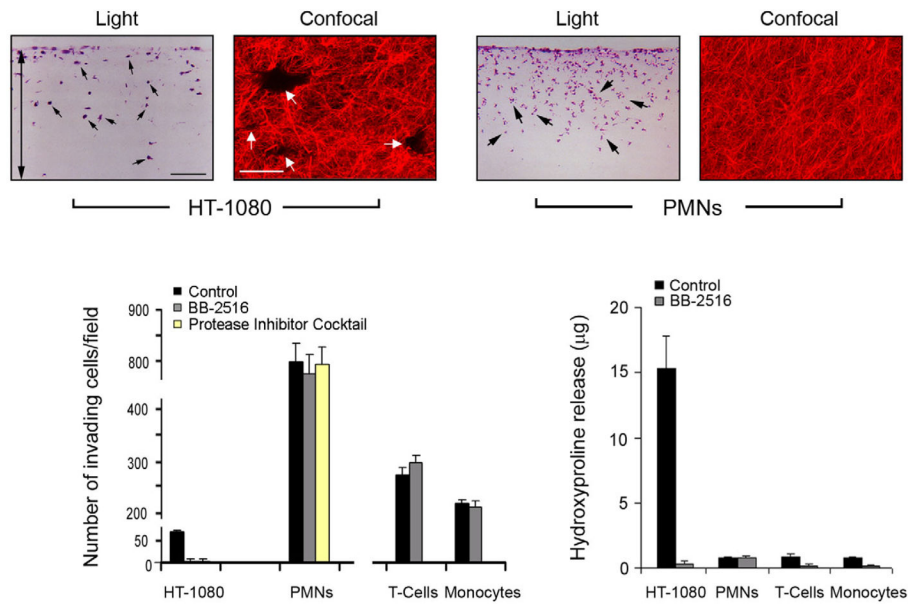 Light Confocal Light Confocal
HT-1080 PMNs
Control
BB-2516
Protease Inhibitor Cocktail
Number of invading cells/field
900
800
400
300
200
50
0
HT-1080 PMNs T-Cells Monocytes
Control
BB-2516
Hydroxyproline release (µg)
20
15
10
5
0
HT-1080 PMNs T-Cells Monocytes